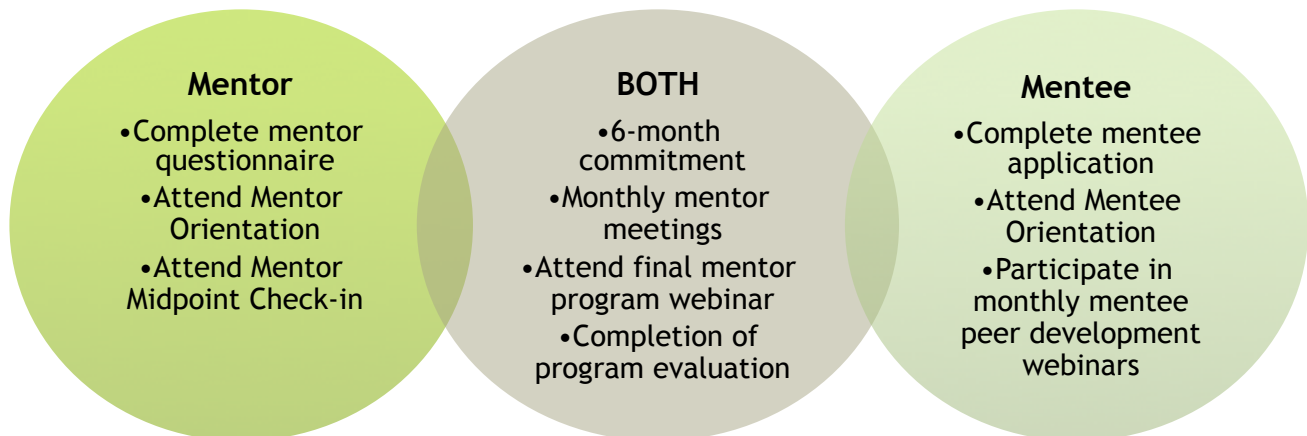 Mentor
•Complete mentor
questionnaire
•Attend Mentor
Orientation
•Attend Mentor
Midpoint Check-in
BOTH
•6-month
commitment
•Monthly mentor
meetings
•Attend final mentor
program webinar
•Completion of
program evaluation
Mentee
•Complete mentee
application
•Attend Mentee
Orientation
•Participate in
monthly mentee
peer development
webinars